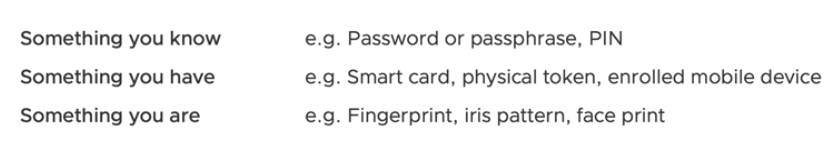 Something you know e.g. Password or passphrase, PIN
Something you have e.g. Smart card, physical token, enrolled mobile device
Something you are e.g. Fingerprint, iris pattern, face print